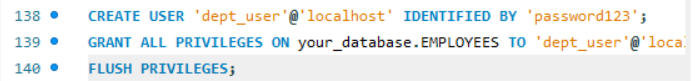 138 CREATE USER 'dept_user'@'localhost' IDENTIFIED BY 'password123';
139 GRANT ALL PRIVILEGES ON your_database.EMPLOYEES TO 'dept_user'@'loca
140 FLUSH PRIVILEGES;